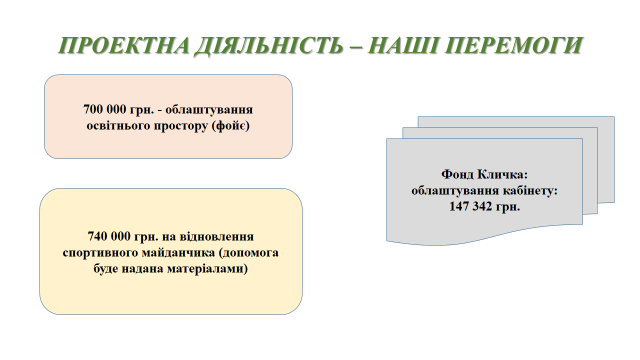 ПРОЕКТНА ДІЯЛЬНІСТЬ – НАШІ ПЕРЕМОГИ
700 000 грн. - облаштування
освітнього простору (фойє)
Фонд Кличка:
облаштування кабінету:
147 342 грн.
740 000 грн. на відновлення
спортивного майданчика (допомога
буде надана матеріалами)